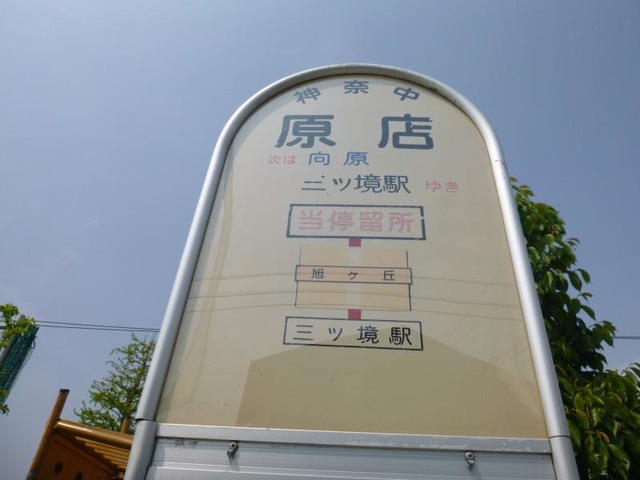 神奈中
原店
次は 向原
三ツ境駅 ゆき
当停留所
旭ヶ丘
三ツ境駅